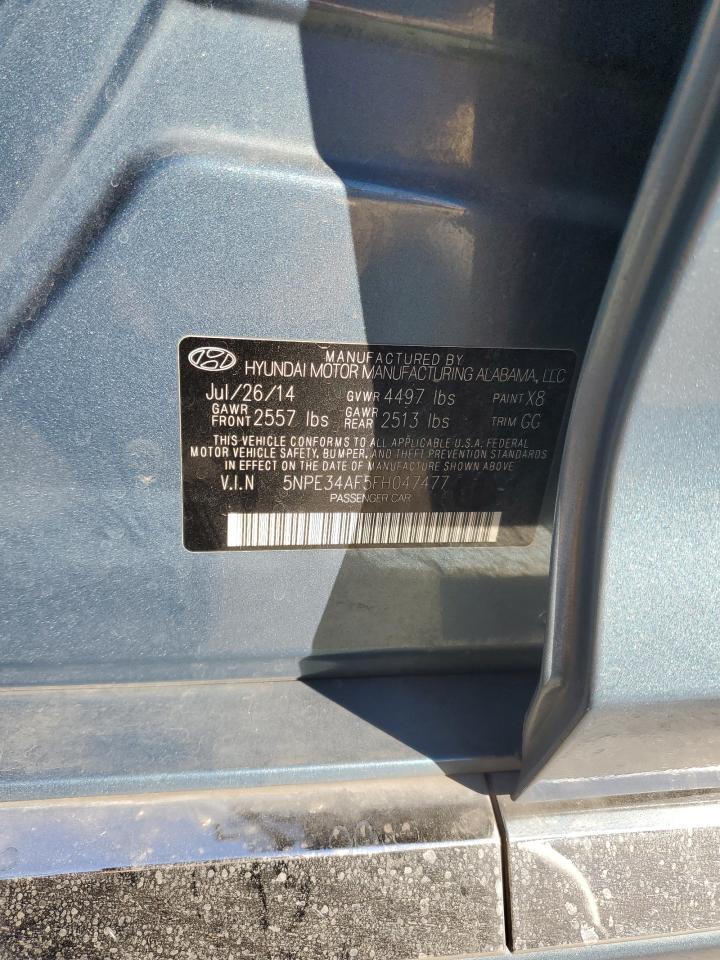 MANUFACTURED BY
HYUNDAI MOTOR MANUFACTURING ALABAMA, LLC
Jul/26/14 GVWR 4497 lbs PAINT X8
GAWR FRONT 2557 lbs GAWR REAR 2513 lbs TRIM GG
THIS VEHICLE CONFORMS TO ALL APPLICABLE U.S.A. FEDERAL
MOTOR VEHICLE SAFETY, BUMPER, AND THEFT PREVENTION STANDARDS
IN EFFECT ON THE DATE OF MANUFACTURE SHOWN ABOVE
V.I.N 5NPE34AF5FH047477
PASSENGER CAR